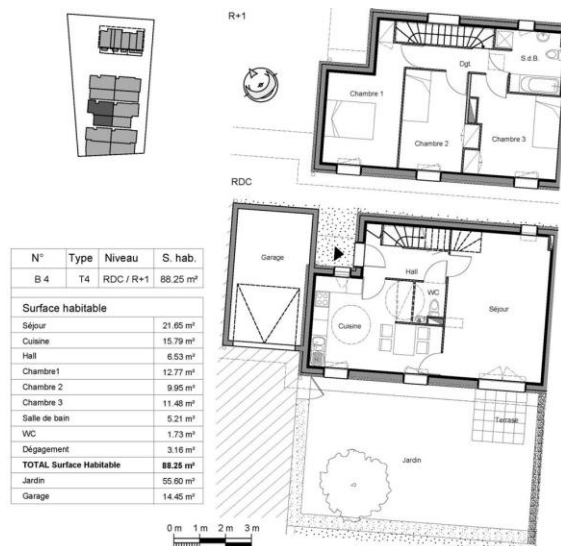 R+1
S.d.B.
Dgt
Chambre 1
Chambre 2
Chambre 3
RDC
Garage
Hall
WC
Séjour
Cuisine
Terrasse
Jardin
N° Type Niveau S. hab.
B 4 T4 RDC / R+1 88.25 m²
Surface habitable
Séjour 21.65 m²
Cuisine 15.79 m²
Hall 6.53 m²
Chambre1 12.77 m²
Chambre 2 9.95 m²
Chambre 3 11.48 m²
Salle de bain 5.21 m²
WC 1.73 m²
Dégagement 3.16 m²
TOTAL Surface Habitable 88.25 m²
Jardin 55.60 m²
Garage 14.45 m²
0 m 1 m 2 m 3 m